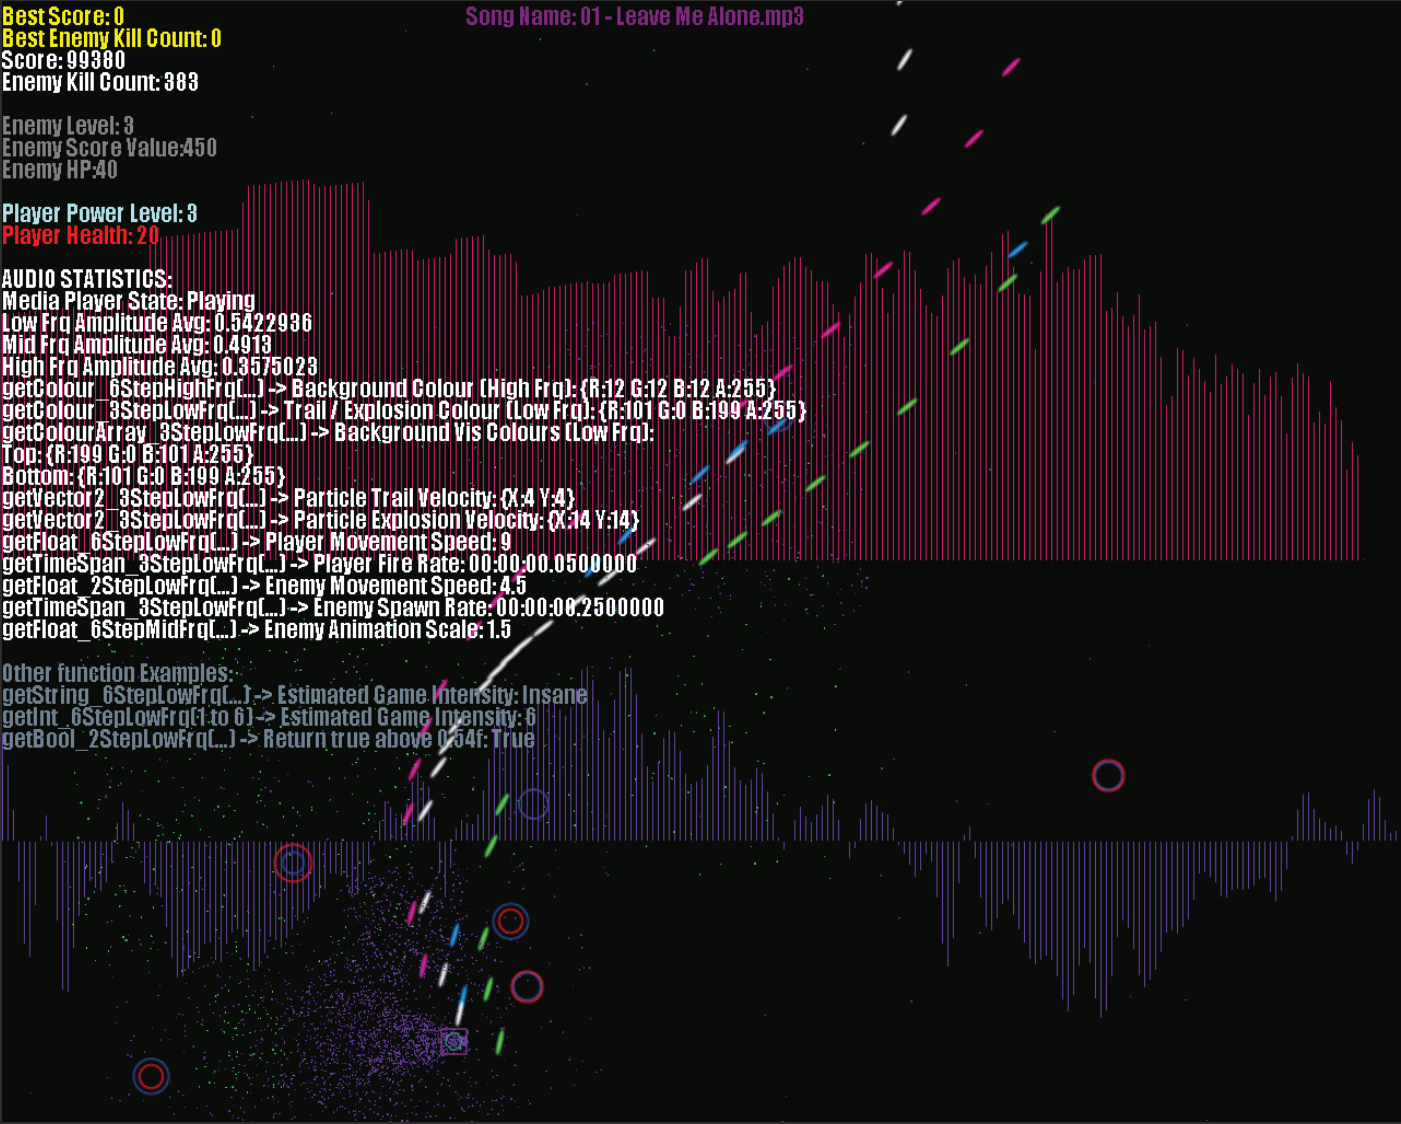 Best Score: 0
Song Name: 01 - Leave Me Alone.mp3
Best Enemy Kill Count: 0
Score: 99380
Enemy Kill Count: 383
Enemy Level: 3
Enemy Score Value:450
Enemy HP:40
Player Power Level: 3
Player Health: 20
AUDIO STATISTICS:
Media Player State: Playing
Low Frq Amplitude Avg: 0.5422936
Mid Frq Amplitude Avg: 0.4913
High Frq Amplitude Avg: 0.3575023
getColour_6StepHighFrq(...) -> Background Colour (High Frq): {R:12 G:12 B:12 A:255}
getColour_3StepLowFrq(...) -> Trail / Explosion Colour (Low Frq): {R:101 G:0 B:199 A:255}
getColourArray_3StepLowFrq(...) -> Background Vis Colours (Low Frq):
Top: {R:199 G:0 B:101 A:255}
Bottom: {R:101 G:0 B:199 A:255}
getVector2_3StepLowFrq(...) -> Particle Trail Velocity: {X:4 Y:4}
getVector2_3StepLowFrq(...) -> Particle Explosion Velocity: {X:14 Y:14}
getFloat_6StepLowFrq(...) -> Player Movement Speed: 9
getTimeSpan_3StepLowFrq(...) -> Player Fire Rate: 00:00:00.0500000
getFloat_2StepLowFrq(...) -> Enemy Movement Speed: 4.5
getTimeSpan_3StepLowFrq(...) -> Enemy Spawn Rate: 00:00:00.2500000
getFloat_6StepMidFrq(...) -> Enemy Animation Scale: 1.5
Other function Examples:
getString_6StepLowFrq(...) -> Estimated Game Intensity: Insane
getInt_6StepLowFrq(1 to 6) -> Estimated Game Intensity: 6
getBool_2StepLowFrq(...) -> Return true above 0.54f: True